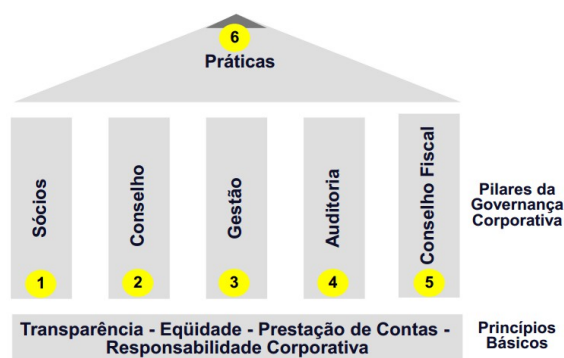 6
Práticas
Sócios
Conselho
Gestão
Auditoria
Conselho Fiscal
1
2
3
4
5
Pilares da
Governança
Corporativa
Transparência - Eqüidade - Prestação de Contas -
Responsabilidade Corporativa
Princípios
Básicos